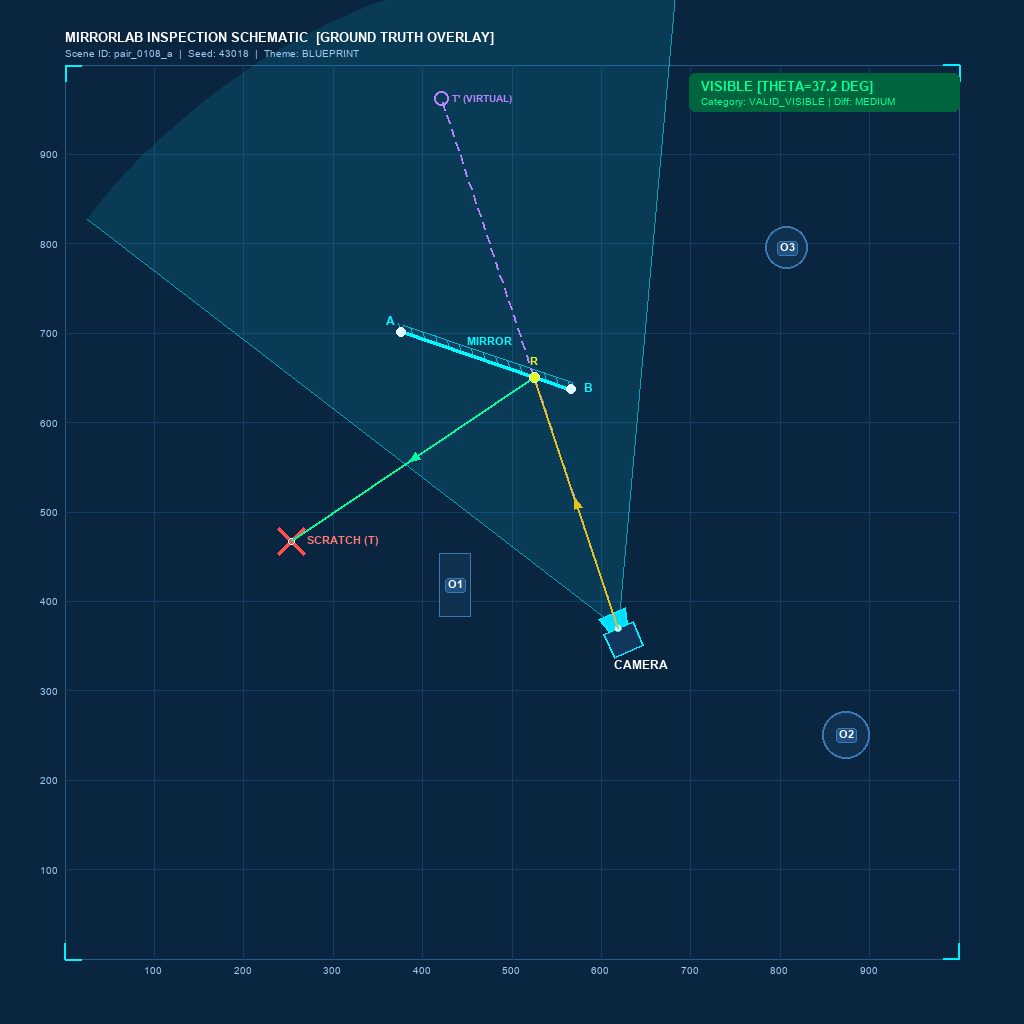 MIRRORLAB INSPECTION SCHEMATIC [GROUND TRUTH OVERLAY]
Scene ID: pair_0108_a | Seed: 43018 | Theme: BLUEPRINT
VISIBLE [THETA=37.2 DEG]
Category: VALID_VISIBLE | Diff: MEDIUM
T' (VIRTUAL)
900
800
O3
700
A
MIRROR
R
B
600
500
SCRATCH (T)
O1
400
CAMERA
300
O2
200
100
100 200 300 400 500 600 700 800 900